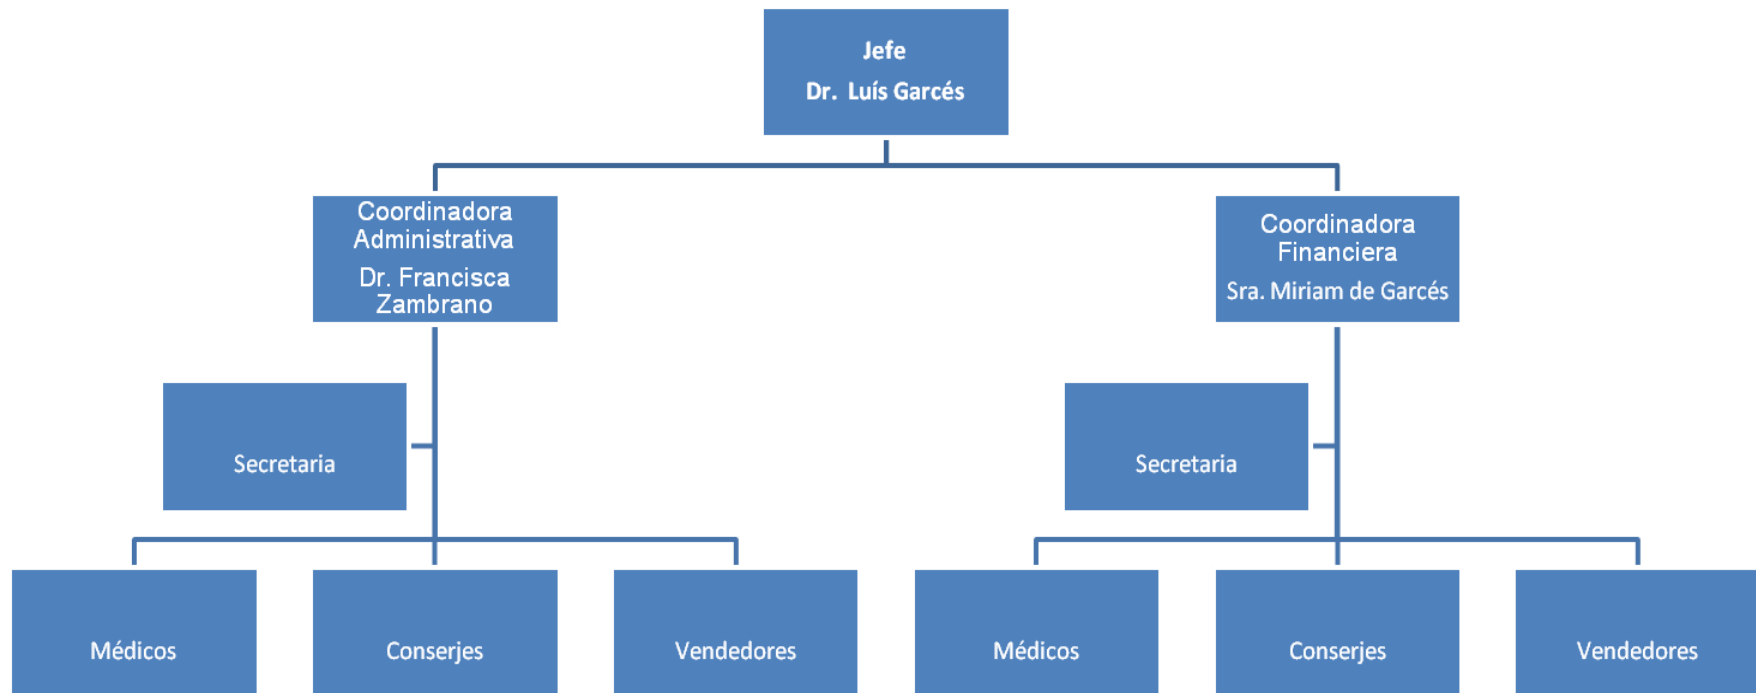 Jefe
Dr. Luís Garcés
Coordinadora
Administrativa
Dr. Francisca
Zambrano
Coordinadora
Financiera
Sra. Miriam de Garcés
Secretaria
Secretaria
Médicos
Conserjes
Vendedores
Médicos
Conserjes
Vendedores